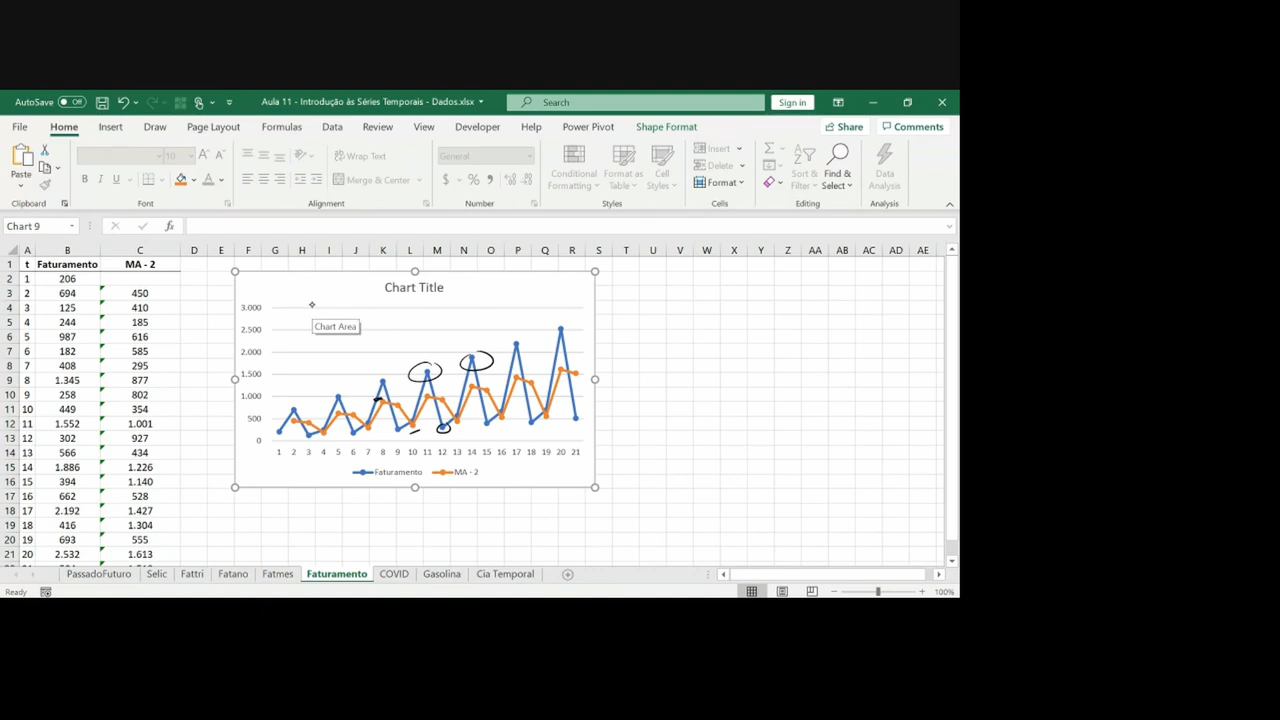 AutoSave Off Aula 11 - Introdução às Séries Temporais - Dados.xlsx Search Sign in
File Home Insert Draw Page Layout Formulas Data Review View Developer Help Power Pivot Shape Format Share Comments
Paste 10 A A Wrap Text General Conditional Formatting Format as Table Cell Styles Insert Delete Format Sort & Filter Find & Select Data Analysis
B I U A Merge & Center $ % 9
Clipboard Font Alignment Number Styles Cells Editing Analysis
Chart 9 fx
A B C D E F G H I J K L M N O P Q R S T U V W X Y Z AA AB AC AD AE
1 t Faturamento MA - 2
2 1 206
3 2 694 450
4 3 125 410
5 4 244 185
6 5 987 616
7 6 182 585
8 7 408 295
9 8 1.345 877
10 9 258 802
11 10 449 354
12 11 1.552 1.001
13 12 302 927
14 13 566 434
15 14 1.886 1.226
16 15 394 1.140
17 16 662 528
18 17 2.192 1.427
19 18 416 1.304
20 19 693 555
21 20 2.532 1.613
Chart Title
Chart Area
3.000
2.500
2.000
1.500
1.000
500
0
1 2 3 4 5 6 7 8 9 10 11 12 13 14 15 16 17 18 19 20 21
Faturamento MA - 2
PassadoFuturo Selic Fattri Fatano Fatmes Faturamento COVID Gasolina Cia Temporal
Ready 100%